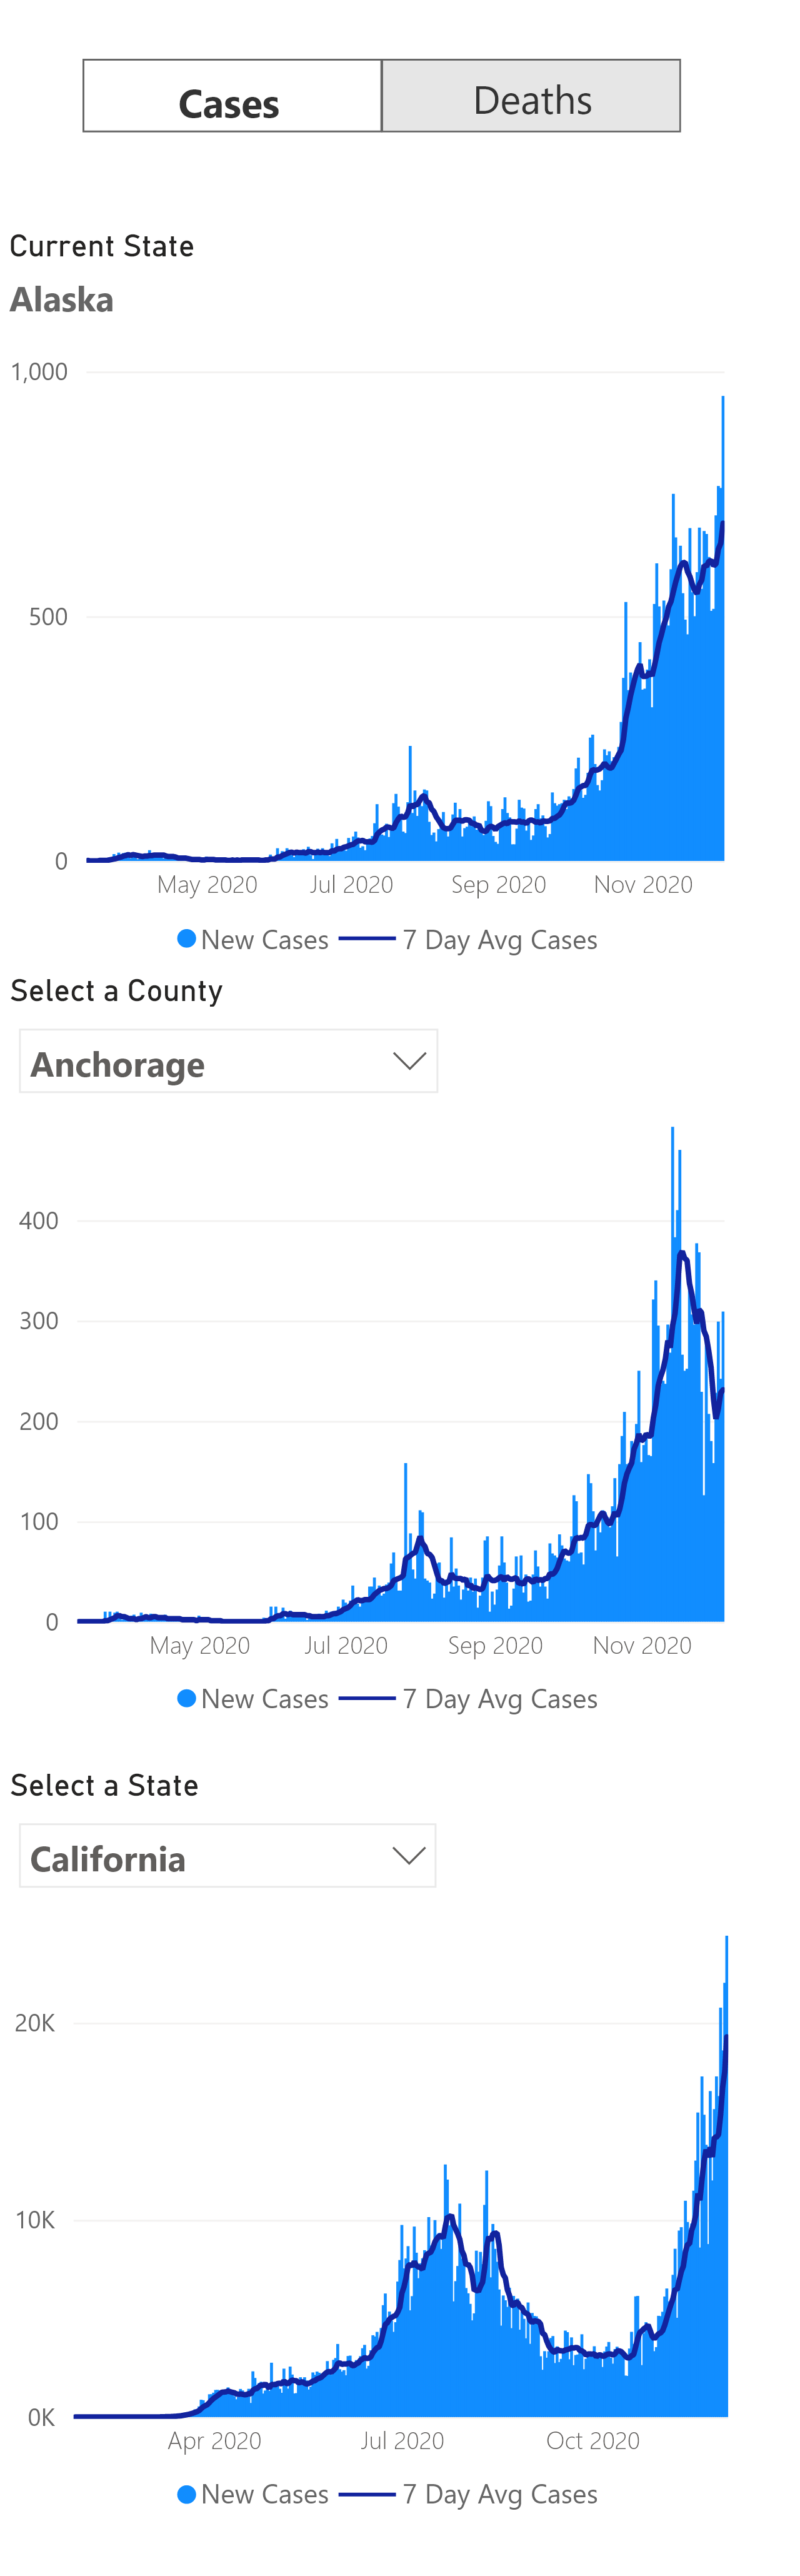 Cases Deaths
Current State
Alaska
1,000
500
0
May 2020 Jul 2020 Sep 2020 Nov 2020
New Cases 7 Day Avg Cases
Select a County
Anchorage
400
300
200
100
0
May 2020 Jul 2020 Sep 2020 Nov 2020
New Cases 7 Day Avg Cases
Select a State
California
20K
10K
0K
Apr 2020 Jul 2020 Oct 2020
New Cases 7 Day Avg Cases